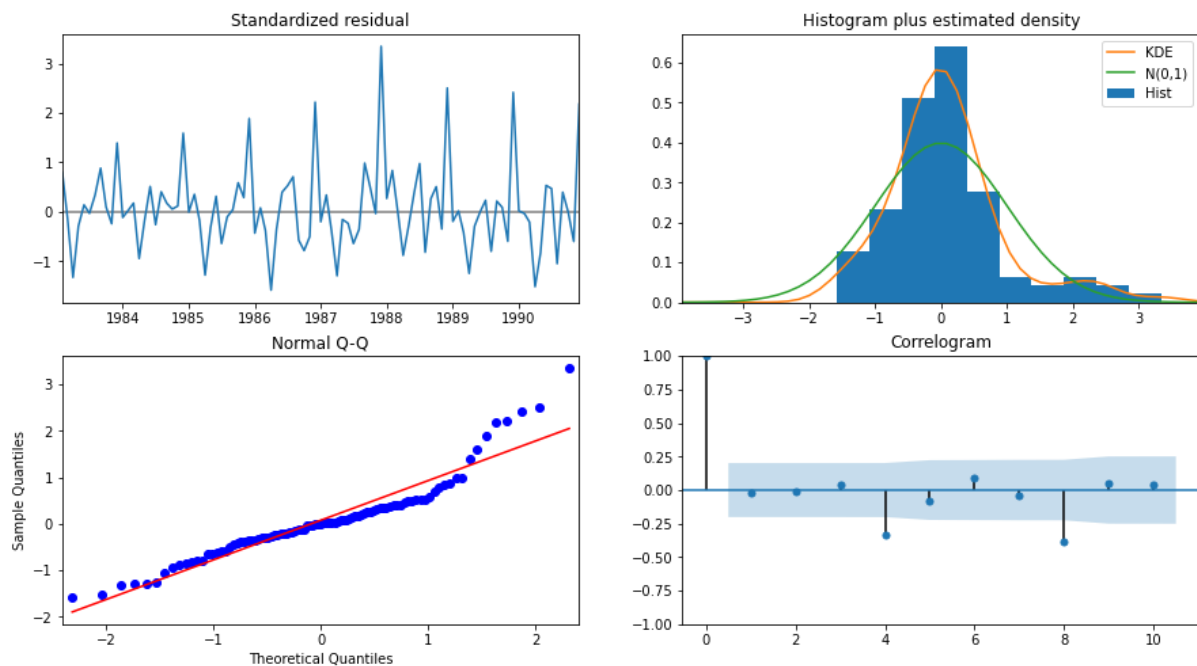 Standardized residual
3
2
1
0
−1
1984 1985 1986 1987 1988 1989 1990
Histogram plus estimated density
KDE
N(0,1)
Hist
0.6
0.5
0.4
0.3
0.2
0.1
0.0
−3 −2 −1 0 1 2 3
Normal Q-Q
Sample Quantiles
3
2
1
0
−1
−2
−2 −1 0 1 2
Theoretical Quantiles
Correlogram
1.00
0.75
0.50
0.25
0.00
−0.25
−0.50
−0.75
−1.00
0 2 4 6 8 10